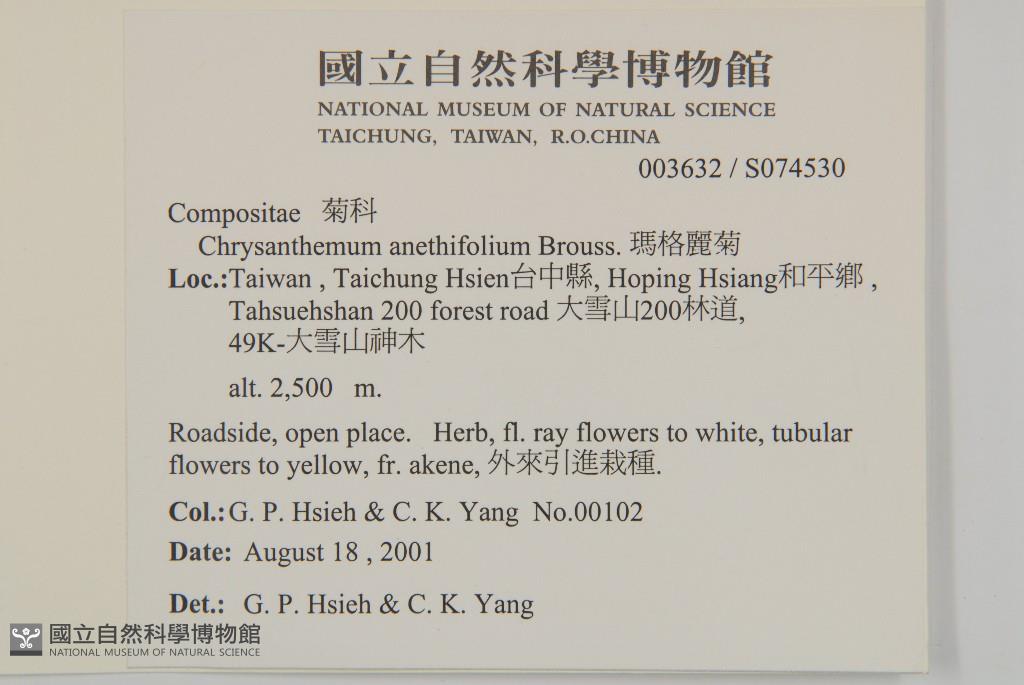 國立自然科學博物館
NATIONAL MUSEUM OF NATURAL SCIENCE
TAICHUNG, TAIWAN, R.O.CHINA
003632 / S074530
Compositae 菊科
Chrysanthemum anethifolium Brouss. 瑪格麗菊
Loc.:Taiwan , Taichung Hsien台中縣, Hoping Hsiang和平鄉 ,
Tahsuehshan 200 forest road 大雪山200林道,
49K-大雪山神木
alt. 2,500 m.
Roadside, open place. Herb, fl. ray flowers to white, tubular
flowers to yellow, fr. akene, 外來引進栽種.
Col.:G. P. Hsieh & C. K. Yang No.00102
Date: August 18 , 2001
Det.: G. P. Hsieh & C. K. Yang
國立自然科學博物館
NATIONAL MUSEUM OF NATURAL SCIENCE